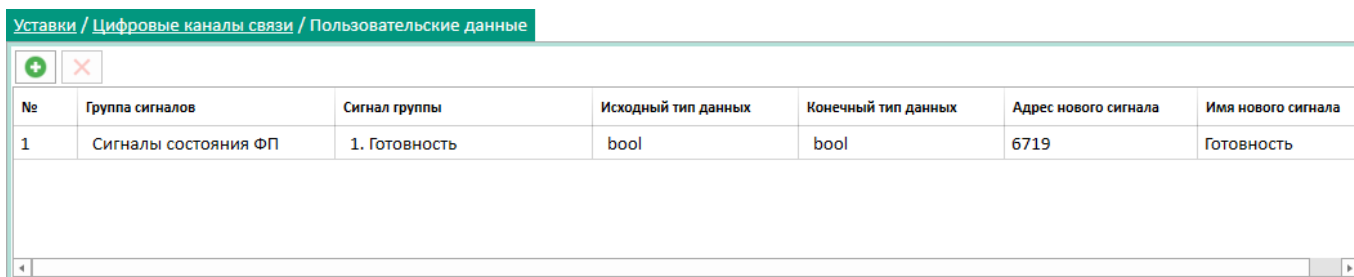 Уставки / Цифровые каналы связи / Пользовательские данные
№ Группа сигналов Сигнал группы Исходный тип данных Конечный тип данных Адрес нового сигнала Имя нового сигнала
1 Сигналы состояния ФП 1. Готовность bool bool 6719 Готовность